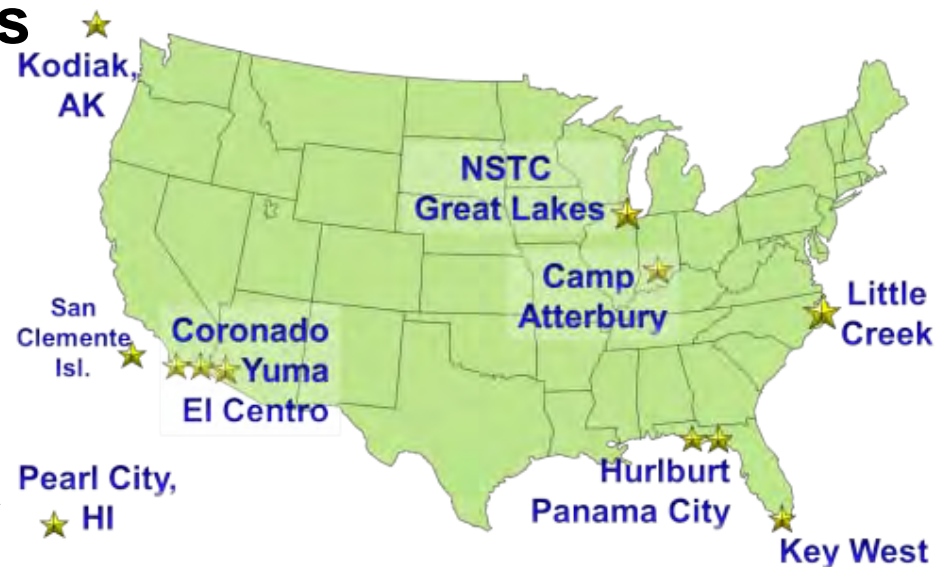 s
Kodiak,
AK
NSTC
Great Lakes
Camp
Atterbury
Little
Creek
San
Clemente
Isl.
Coronado
Yuma
El Centro
Pearl City,
HI
Hurlburt
Panama City
Key West